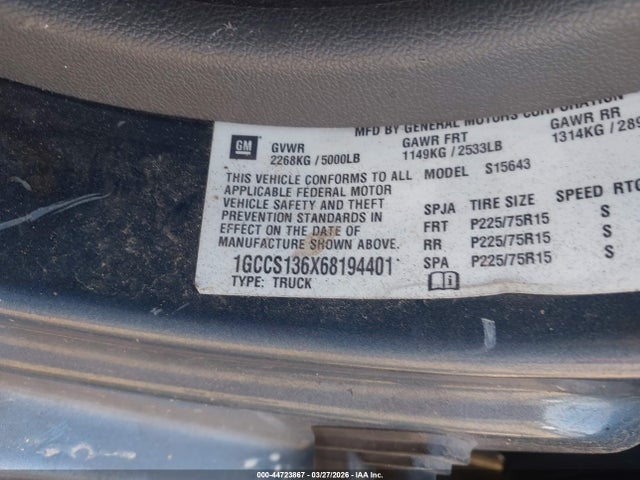 MFD BY GENERAL MOTORS CORPORATION
GM GVWR GAWR FRT GAWR RR
2268KG / 5000LB 1149KG / 2533LB 1314KG / 289
THIS VEHICLE CONFORMS TO ALL MODEL S15643
APPLICABLE FEDERAL MOTOR
VEHICLE SAFETY AND THEFT SPJA TIRE SIZE SPEED RTG
PREVENTION STANDARDS IN FRT P225/75R15 S
EFFECT ON THE DATE OF RR P225/75R15 S
MANUFACTURE SHOWN ABOVE. SPA P225/75R15 S
1GCCS136X68194401
TYPE: TRUCK
000-44723867 | 03/27/2026 | IAA Inc.